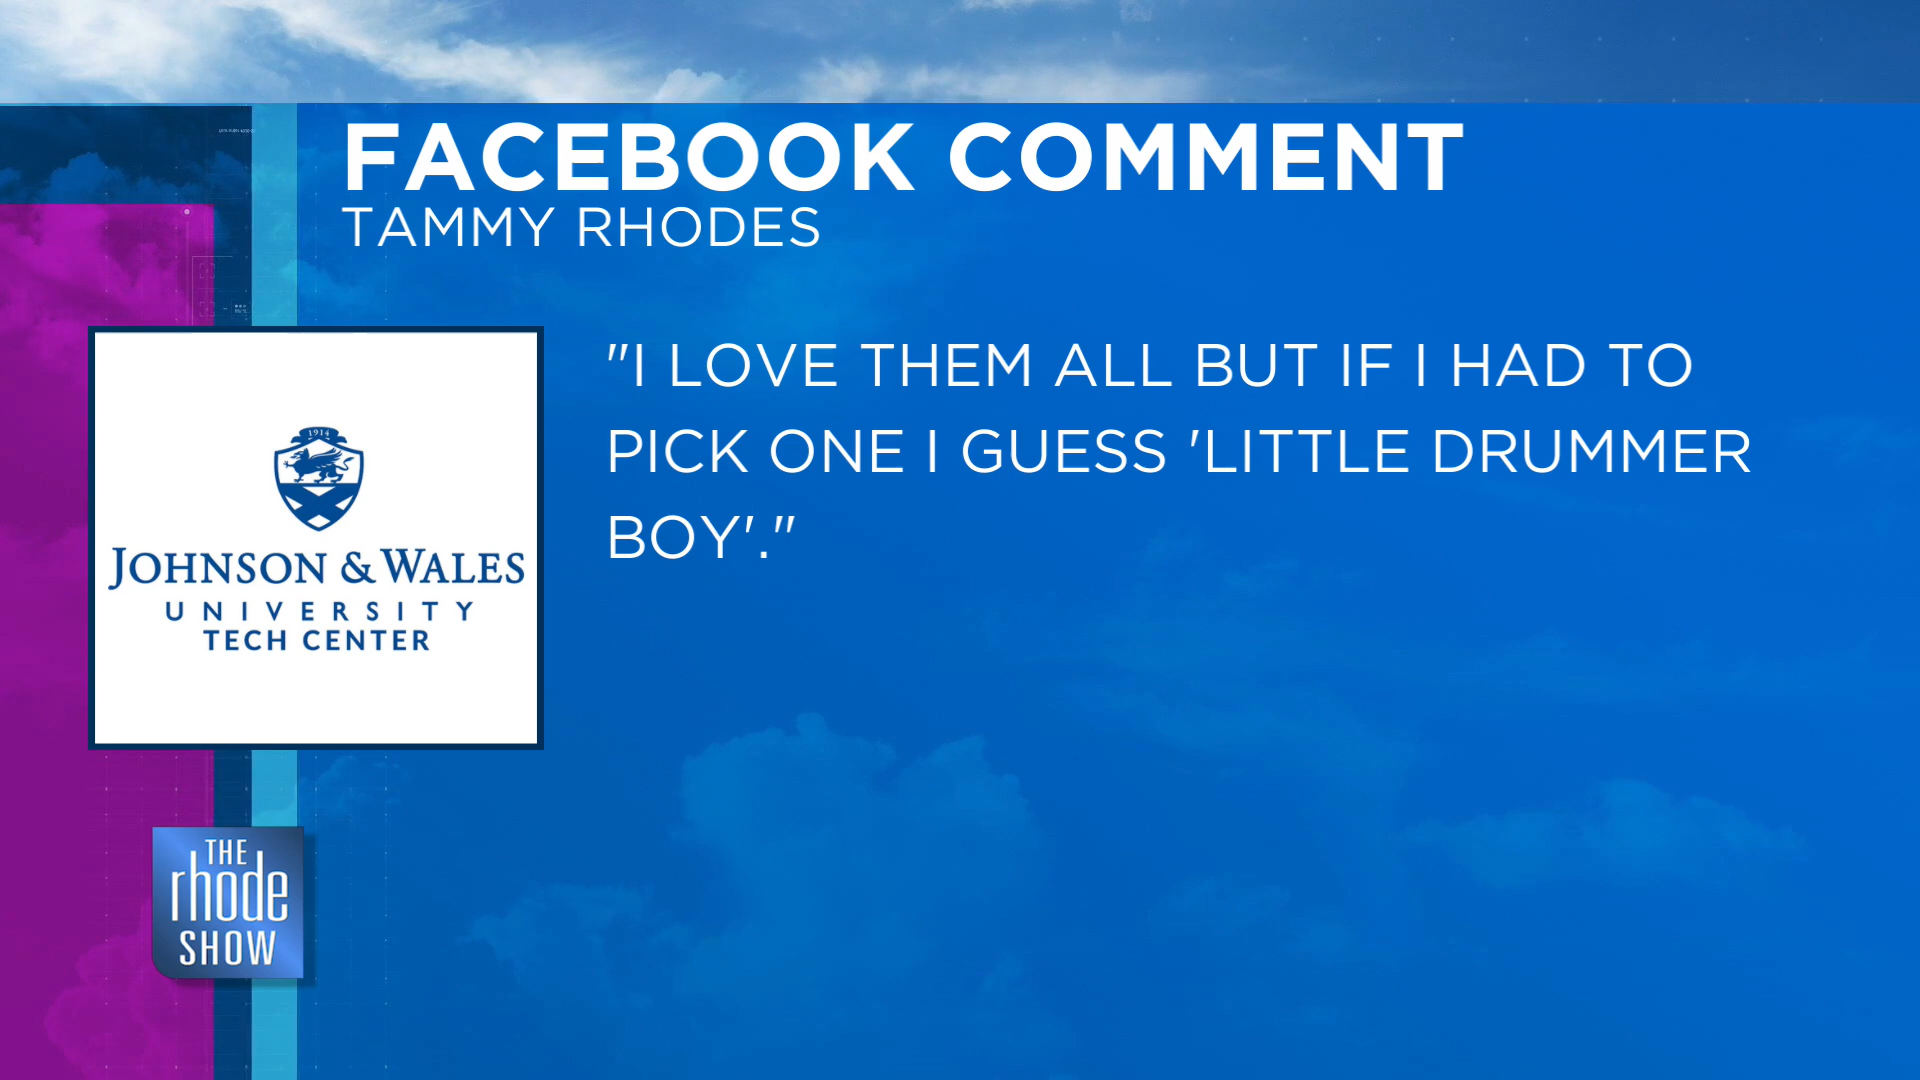 FACEBOOK COMMENT
TAMMY RHODES
"I LOVE THEM ALL BUT IF I HAD TO
PICK ONE I GUESS 'LITTLE DRUMMER
BOY'."
1914
JOHNSON & WALES
UNIVERSITY
TECH CENTER
THE
rhode
SHOW